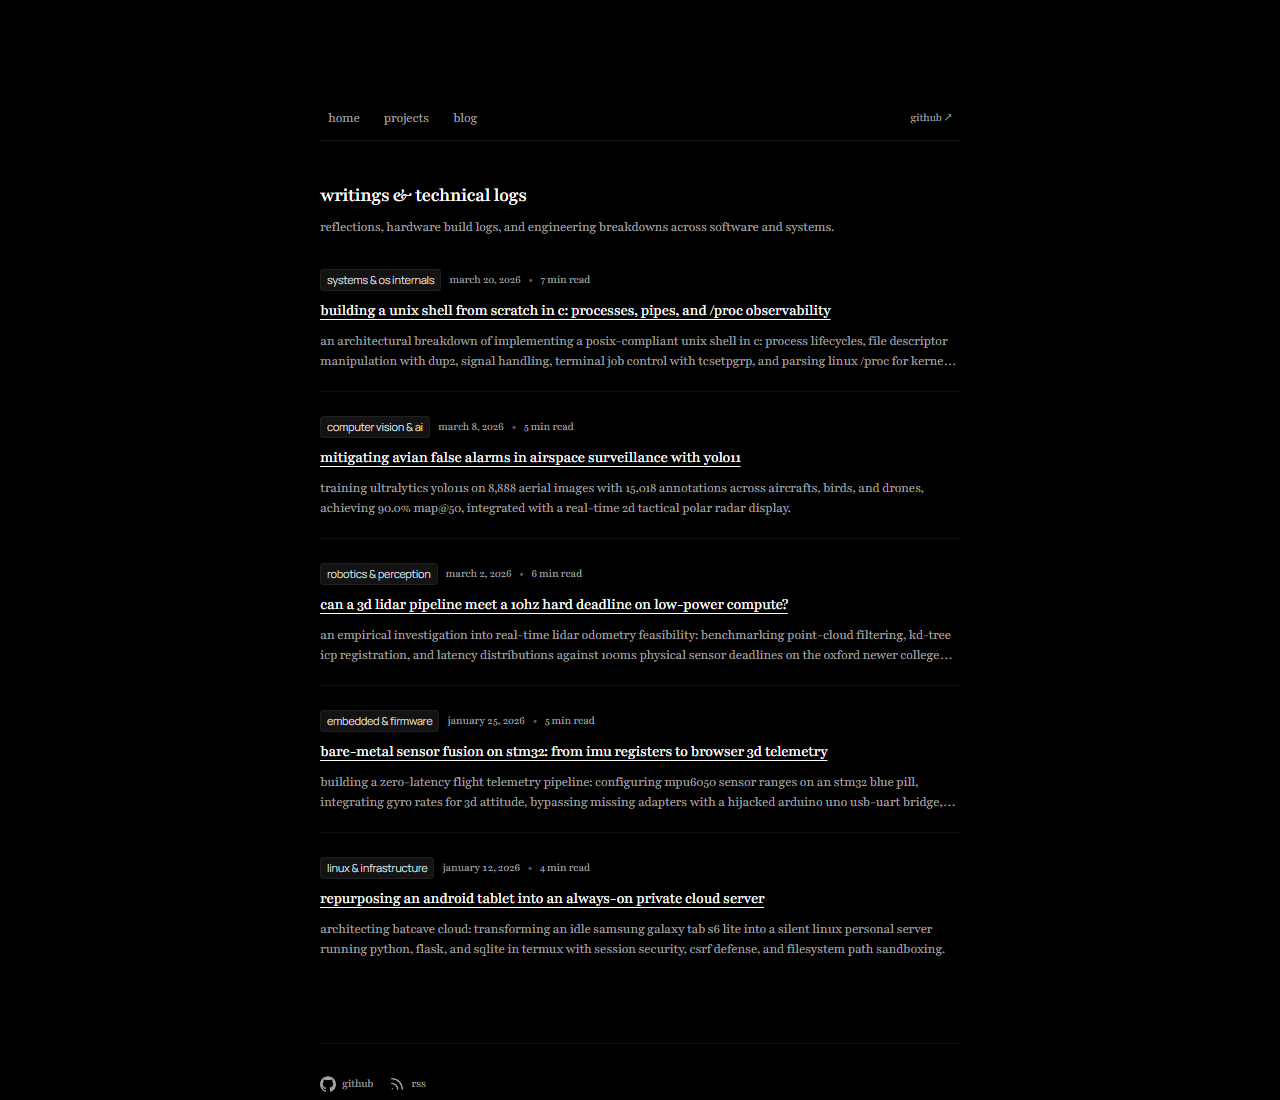 home projects blog github ↗
writings & technical logs
reflections, hardware build logs, and engineering breakdowns across software and systems.
systems & os internals march 20, 2026 • 7 min read
building a unix shell from scratch in c: processes, pipes, and /proc observability
an architectural breakdown of implementing a posix-compliant unix shell in c: process lifecycles, file descriptor
manipulation with dup2, signal handling, terminal job control with tcsetpgrp, and parsing linux /proc for kerne...
computer vision & ai march 8, 2026 • 5 min read
mitigating avian false alarms in airspace surveillance with yolo11
training ultralytics yolo11s on 8,888 aerial images with 15,018 annotations across aircrafts, birds, and drones,
achieving 90.0% map@50, integrated with a real-time 2d tactical polar radar display.
robotics & perception march 2, 2026 • 6 min read
can a 3d lidar pipeline meet a 10hz hard deadline on low-power compute?
an empirical investigation into real-time lidar odometry feasibility: benchmarking point-cloud filtering, kd-tree
icp registration, and latency distributions against 100ms physical sensor deadlines on the oxford newer college...
embedded & firmware january 25, 2026 • 5 min read
bare-metal sensor fusion on stm32: from imu registers to browser 3d telemetry
building a zero-latency flight telemetry pipeline: configuring mpu6050 sensor ranges on an stm32 blue pill,
integrating gyro rates for 3d attitude, bypassing missing adapters with a hijacked arduino uno usb-uart bridge,...
linux & infrastructure january 12, 2026 • 4 min read
repurposing an android tablet into an always-on private cloud server
architecting batcave cloud: transforming an idle samsung galaxy tab s6 lite into a silent linux personal server
running python, flask, and sqlite in termux with session security, csrf defense, and filesystem path sandboxing.
github rss